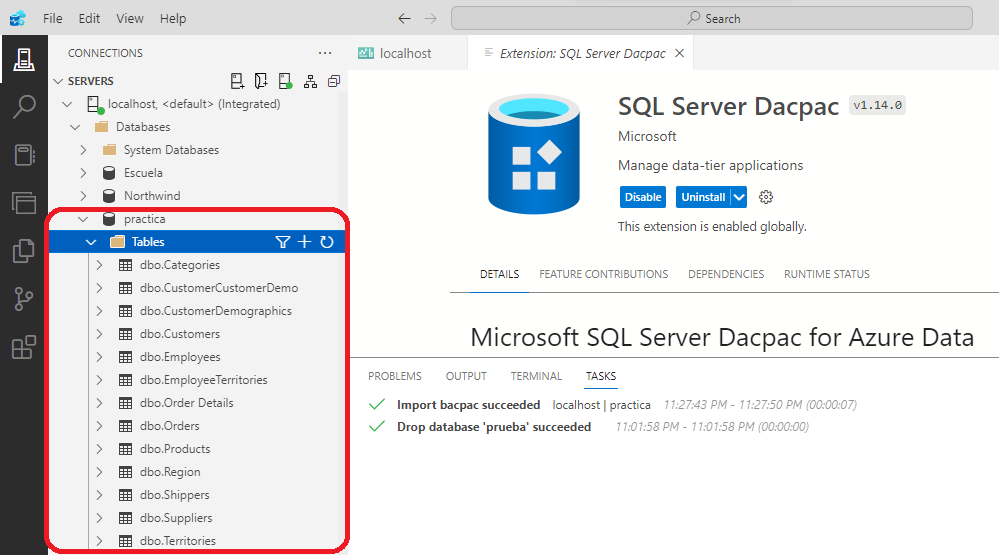 File Edit View Help
Search
CONNECTIONS
SERVERS
localhost, <default> (Integrated)
Databases
System Databases
Escuela
Northwind
practica
Tables
dbo.Categories
dbo.CustomerCustomerDemo
dbo.CustomerDemographics
dbo.Customers
dbo.Employees
dbo.EmployeeTerritories
dbo.Order Details
dbo.Orders
dbo.Products
dbo.Region
dbo.Shippers
dbo.Suppliers
dbo.Territories
localhost
Extension: SQL Server Dacpac
SQL Server Dacpac v1.14.0
Microsoft
Manage data-tier applications
Disable Uninstall
This extension is enabled globally.
DETAILS FEATURE CONTRIBUTIONS DEPENDENCIES RUNTIME STATUS
Microsoft SQL Server Dacpac for Azure Data
PROBLEMS OUTPUT TERMINAL TASKS
Import bacpac succeeded localhost | practica 11:27:43 PM - 11:27:50 PM (00:00:07)
Drop database 'prueba' succeeded 11:01:58 PM - 11:01:58 PM (00:00:00)